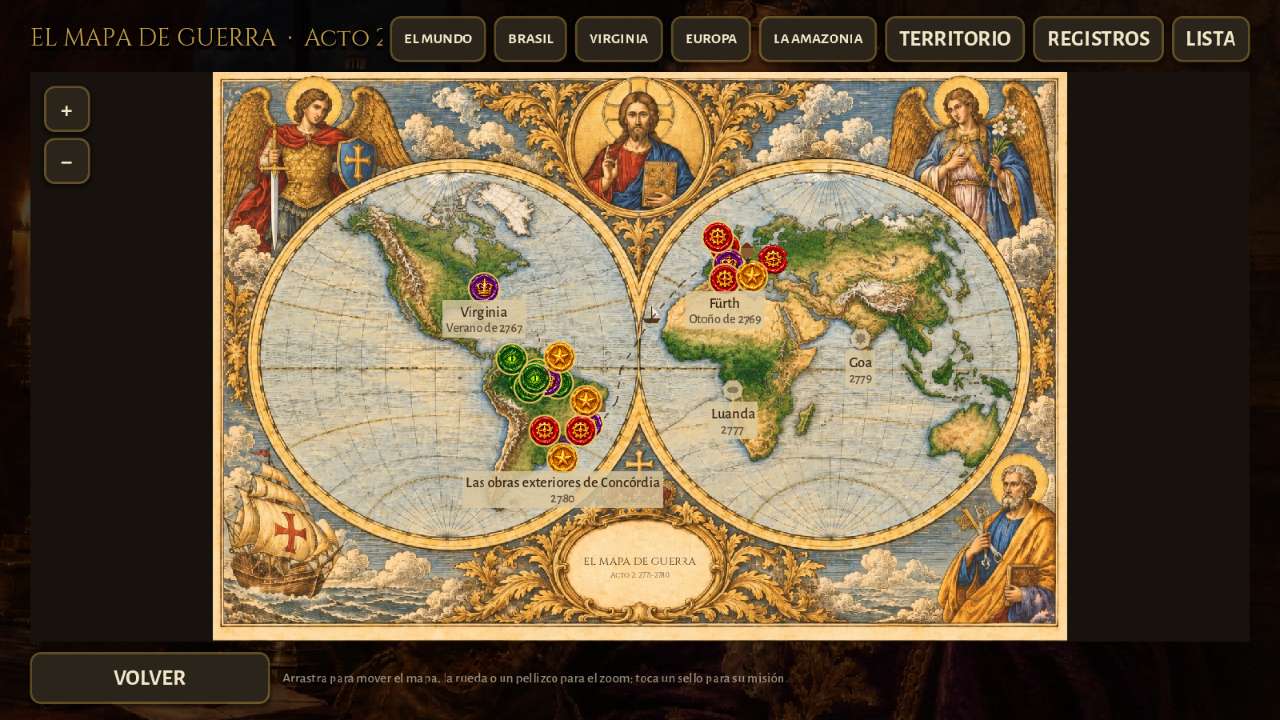 EL MAPA DE GUERRA · ACTO 2
EL MUNDO
BRASIL
VIRGINIA
EUROPA
LA AMAZONIA
TERRITORIO
REGISTROS
LISTA
+
−
Virginia
Verano de 2767
Fürth
Otoño de 2769
Goa
2779
Luanda
2777
Las obras exteriores de Concórdia
2780
EL MAPA DE GUERRA
VOLVER
Arrastra para mover el mapa, la rueda o un pellizco para el zoom; toca un sello para su misión.